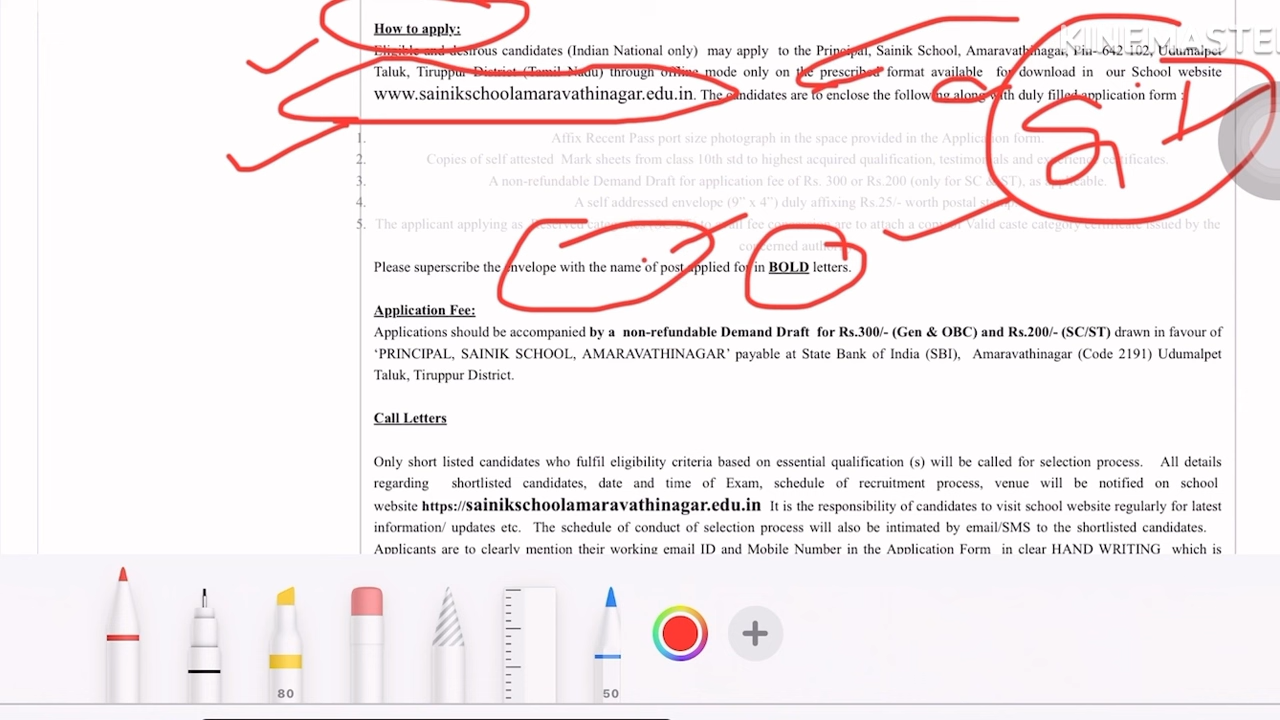 KINEMASTER
How to apply:
Eligible and desirous candidates (Indian National only) may apply to the Principal, Sainik School, Amaravathinagar, Pin- 642 102, Udumalpet
Taluk, Tiruppur District (Tamil Nadu) through offline mode only on the prescribed format available for download in our School website
www.sainikschoolamaravathinagar.edu.in. The candidates are to enclose the following along with duly filled application form :
1. Affix Recent Pass port size photograph in the space provided in the Application form.
2. Copies of self attested Mark sheets from class 10th std to highest acquired qualification, testimonials and experience certificates.
3. A non-refundable Demand Draft for application fee of Rs. 300 or Rs.200 (only for SC & ST), as applicable.
4. A self addressed envelope (9” x 4”) duly affixing Rs.25/- worth postal
5. The applicant applying as Reserved to fee are to attach a copy of valid caste category certificate issued by the
concerned
Please superscribe the envelope with the name of post applied for in BOLD letters.
Application Fee:
Applications should be accompanied by a non-refundable Demand Draft for Rs.300/- (Gen & OBC) and Rs.200/- (SC/ST) drawn in favour of
‘PRINCIPAL, SAINIK SCHOOL, AMARAVATHINAGAR’ payable at State Bank of India (SBI), Amaravathinagar (Code 2191) Udumalpet
Taluk, Tiruppur District.
Call Letters
Only short listed candidates who fulfil eligibility criteria based on essential qualification (s) will be called for selection process. All details
regarding shortlisted candidates, date and time of Exam, schedule of recruitment process, venue will be notified on school
website https://sainikschoolamaravathinagar.edu.in It is the responsibility of candidates to visit school website regularly for latest
information/ updates etc. The schedule of conduct of selection process will also be intimated by email/SMS to the shortlisted candidates.
Applicants are to clearly mention their working email ID and Mobile Number in the Application Form in clear HAND WRITING which is
80
50